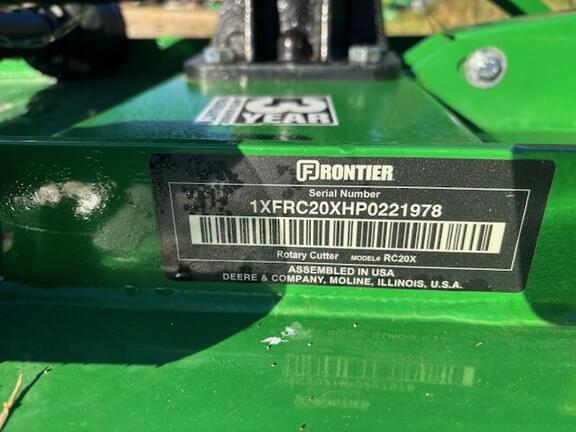 3
YEAR
FRONTIER
Serial Number
1XFRC20XHP0221978
Rotary Cutter MODEL# RC20X
ASSEMBLED IN USA
DEERE & COMPANY, MOLINE, ILLINOIS, U.S.A.